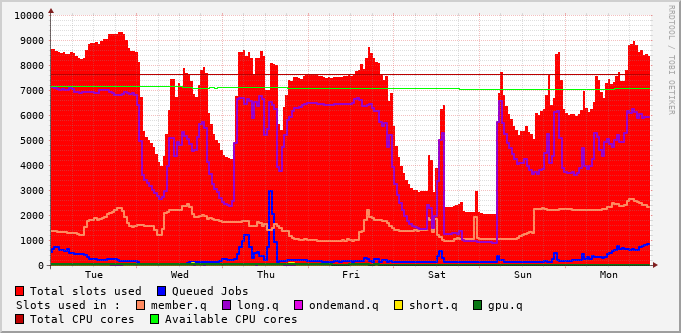 10000
9000
8000
7000
6000
5000
4000
3000
2000
1000
0
Tue Wed Thu Fri Sat Sun Mon
Total slots used Queued Jobs
Slots used in : member.q long.q ondemand.q short.q gpu.q
Total CPU cores Available CPU cores
RRDTOOL / TOBI OETIKER